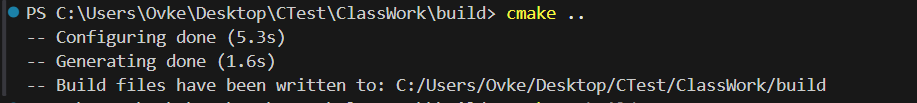 PS C:\Users\Ovke\Desktop\CTest\ClassWork\build> cmake ..
-- Configuring done (5.3s)
-- Generating done (1.6s)
-- Build files have been written to: C:/Users/Ovke/Desktop/CTest/ClassWork/build